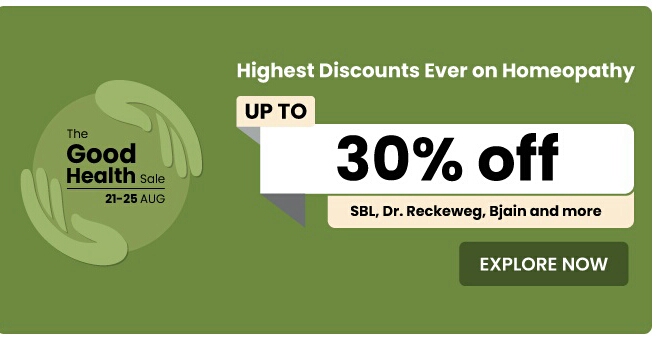 Highest Discounts Ever on Homeopathy
UP TO
30% off
SBL, Dr. Reckeweg, Bjain and more
EXPLORE NOW
The
Good
Health Sale
21-25 AUG